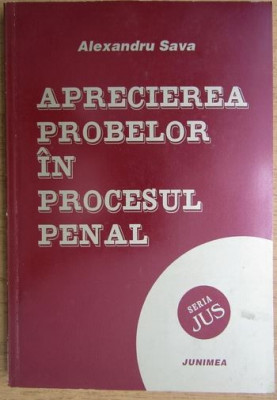 Alexandru Sava
APRECIEREA
PROBELOR
ÎN
PROCESUL
PENAL
SERIA
JUS
JUNIMEA